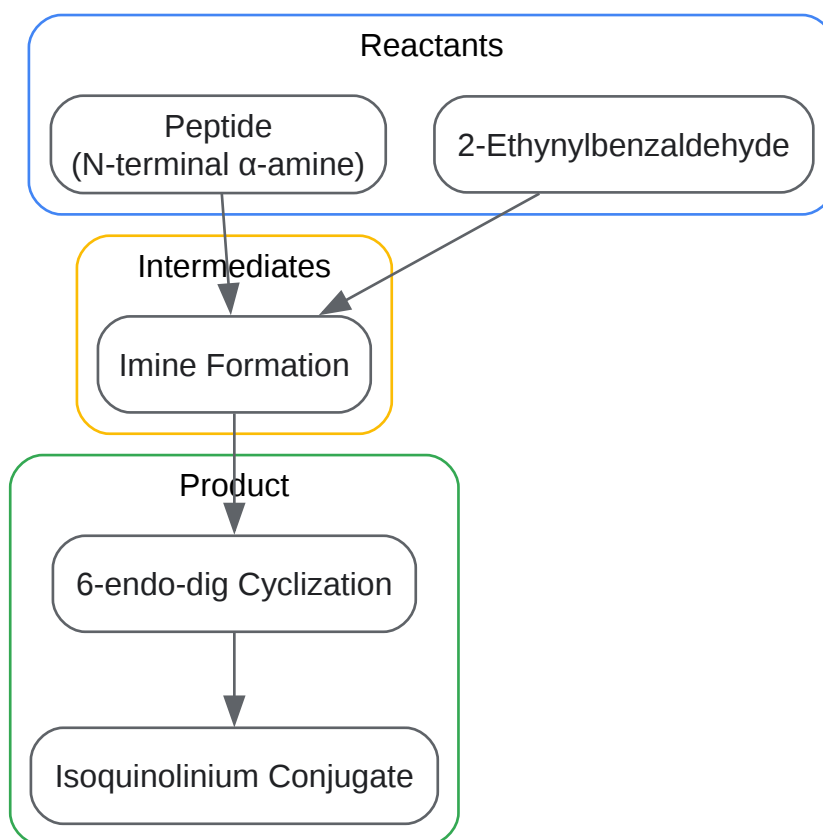 Reactants
Peptide
(N-terminal α-amine)
2-Ethynylbenzaldehyde
Intermediates
Imine Formation
Product
6-endo-dig Cyclization
Isoquinolinium Conjugate